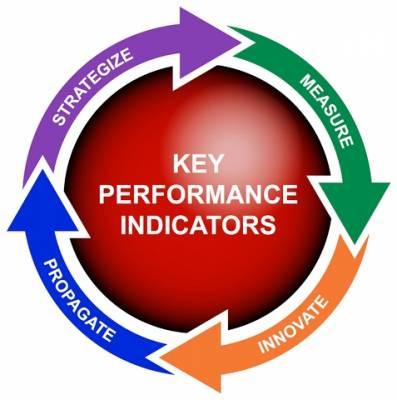 STRATEGIZE
MEASURE
KEY
PERFORMANCE
INDICATORS
PROPAGATE
INNOVATE